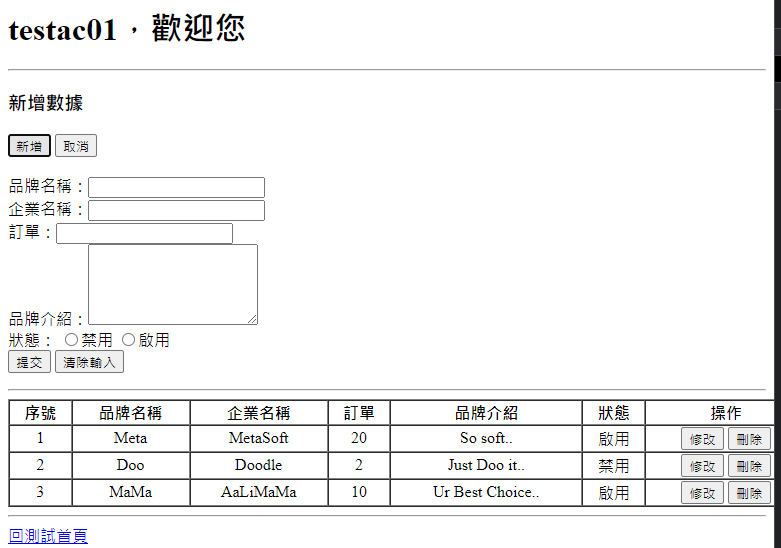 testac01，歡迎您
新增數據
新增 取消
品牌名稱：
企業名稱：
訂單：
品牌介紹：
狀態： 禁用 啟用
提交 清除輸入
序號 品牌名稱 企業名稱 訂單 品牌介紹 狀態 操作
1 Meta MetaSoft 20 So soft.. 啟用 修改 刪除
2 Doo Doodle 2 Just Doo it.. 禁用 修改 刪除
3 MaMa AaLiMaMa 10 Ur Best Choice.. 啟用 修改 刪除
回測試首頁